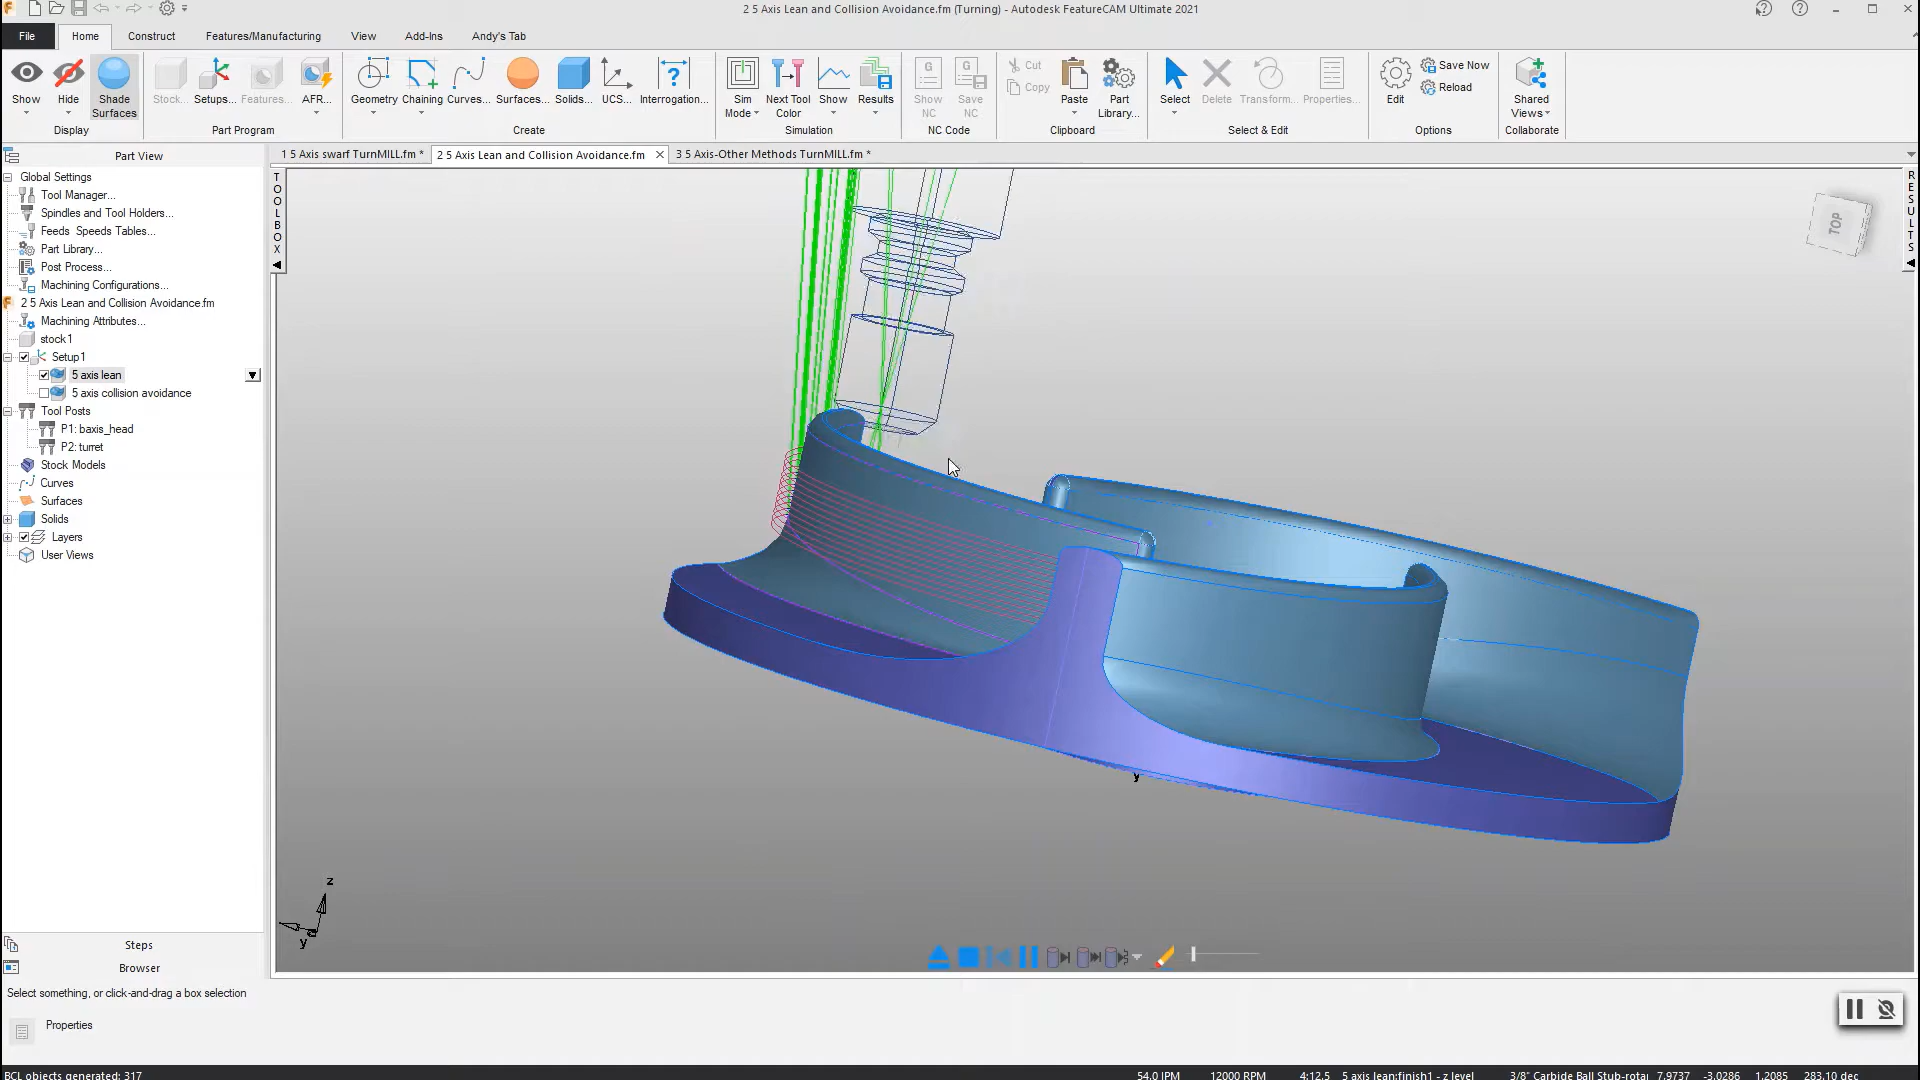 2 5 Axis Lean and Collision Avoidance.fm (Turning) - Autodesk FeatureCAM Ultimate 2021
File
Home
Construct
Features/Manufacturing
View
Add-Ins
Andy's Tab
Show
Hide
Shade Surfaces
Stock...
Setups...
Features...
AFR...
Geometry
Chaining
Curves...
Surfaces...
Solids...
UCS...
Interrogation...
Sim Mode
Next Tool Color
Show
Results
Show NC
Save NC
Cut
Copy
Paste
Part Library...
Select
Delete
Transform...
Properties...
Edit
Save Now
Reload
Shared Views
Display
Part Program
Create
Simulation
NC Code
Clipboard
Select & Edit
Options
Collaborate
Part View
1 5 Axis swarf TurnMILL.fm *
2 5 Axis Lean and Collision Avoidance.fm
3 5 Axis-Other Methods TurnMILL.fm *
Global Settings
Tool Manager...
Spindles and Tool Holders...
Feeds Speeds Tables...
Part Library...
Post Process...
Machining Configurations...
2 5 Axis Lean and Collision Avoidance.fm
Machining Attributes...
stock1
Setup1
5 axis lean
5 axis collision avoidance
Tool Posts
P1: baxis_head
P2: turret
Stock Models
Curves
Surfaces
Solids
Layers
User Views
TOOLBOX
RESULTS
TOP
y
z
y
Steps
Browser
Select something, or click-and-drag a box selection
Properties
BCL objects generated: 317
54.0 IPM
12000 RPM
4:12.5
5 axis lean:finish1 - z level
3/8" Carbide Ball Stub-rotar
7.9737
-3.0286
1.2085
283.10 dec